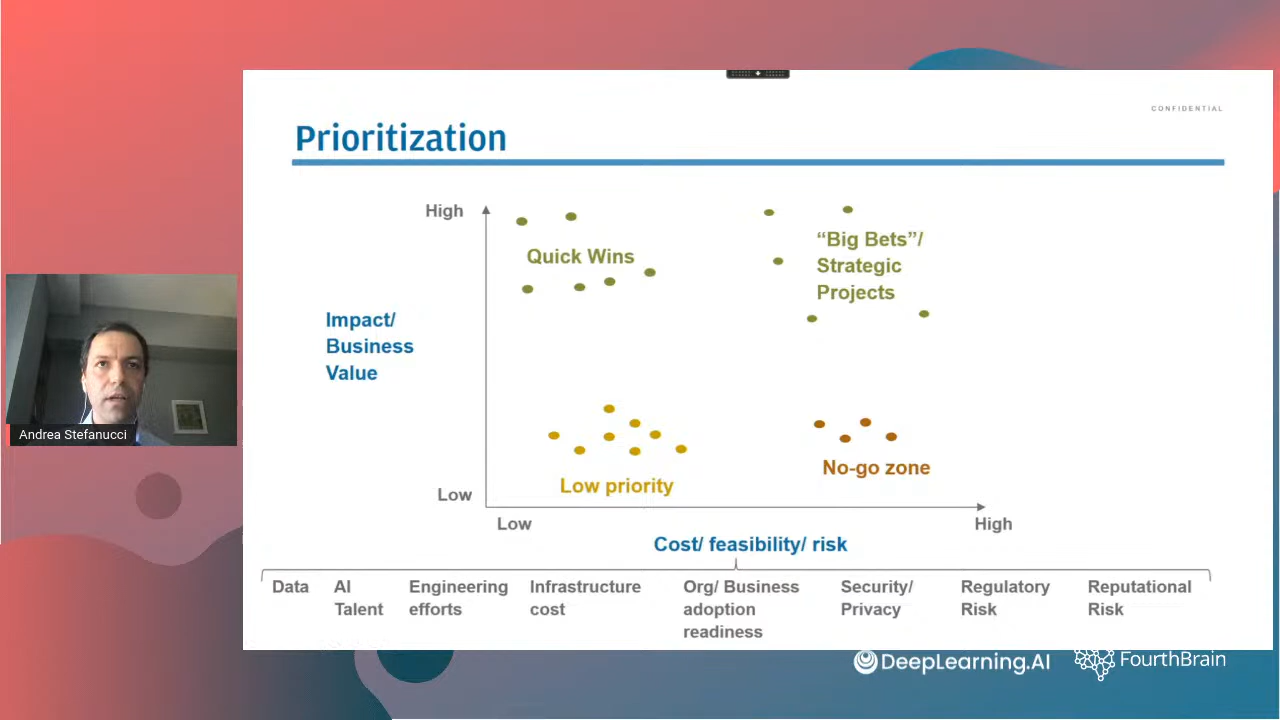 CONFIDENTIAL
Prioritization
High
Quick Wins
“Big Bets”/
Strategic
Projects
Impact/
Business
Value
Low priority
No-go zone
Low
Low
High
Cost/ feasibility/ risk
Data
AI
Talent
Engineering
efforts
Infrastructure
cost
Org/ Business
adoption
readiness
Security/
Privacy
Regulatory
Risk
Reputational
Risk
Andrea Stefanucci
DeepLearning.AI
FourthBrain